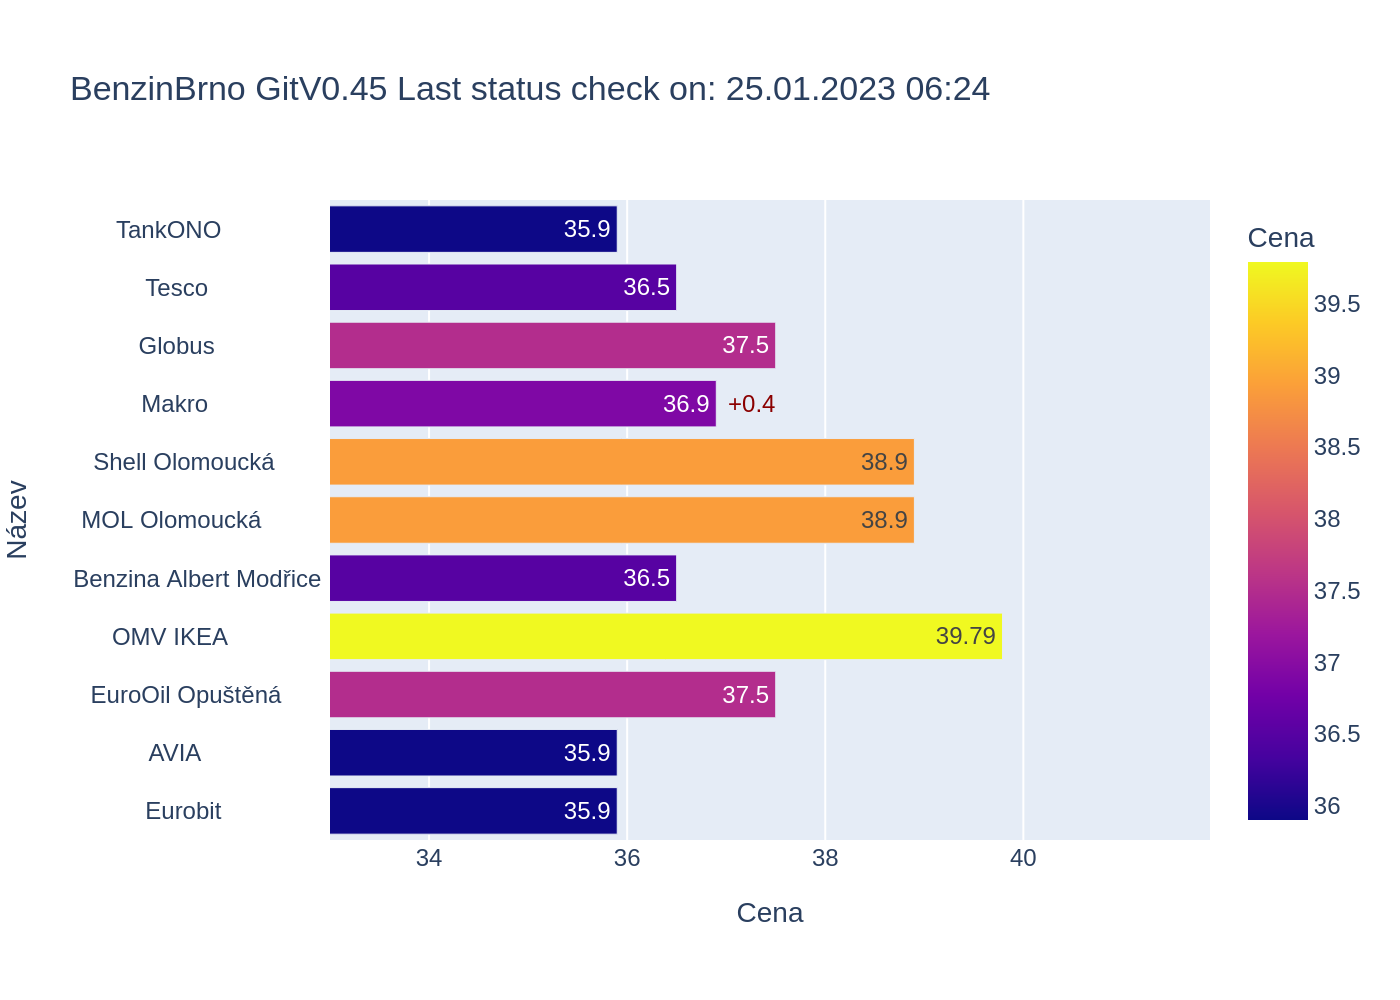 BenzinBrno GitV0.45 Last status check on: 25.01.2023 06:24
Název
TankONO 35.9
Tesco 36.5
Globus 37.5
Makro 36.9 +0.4
Shell Olomoucká 38.9
MOL Olomoucká 38.9
Benzina Albert Modřice 36.5
OMV IKEA 39.79
EuroOil Opuštěná 37.5
AVIA 35.9
Eurobit 35.9
34 36 38 40
Cena
Cena
39.5
39
38.5
38
37.5
37
36.5
36